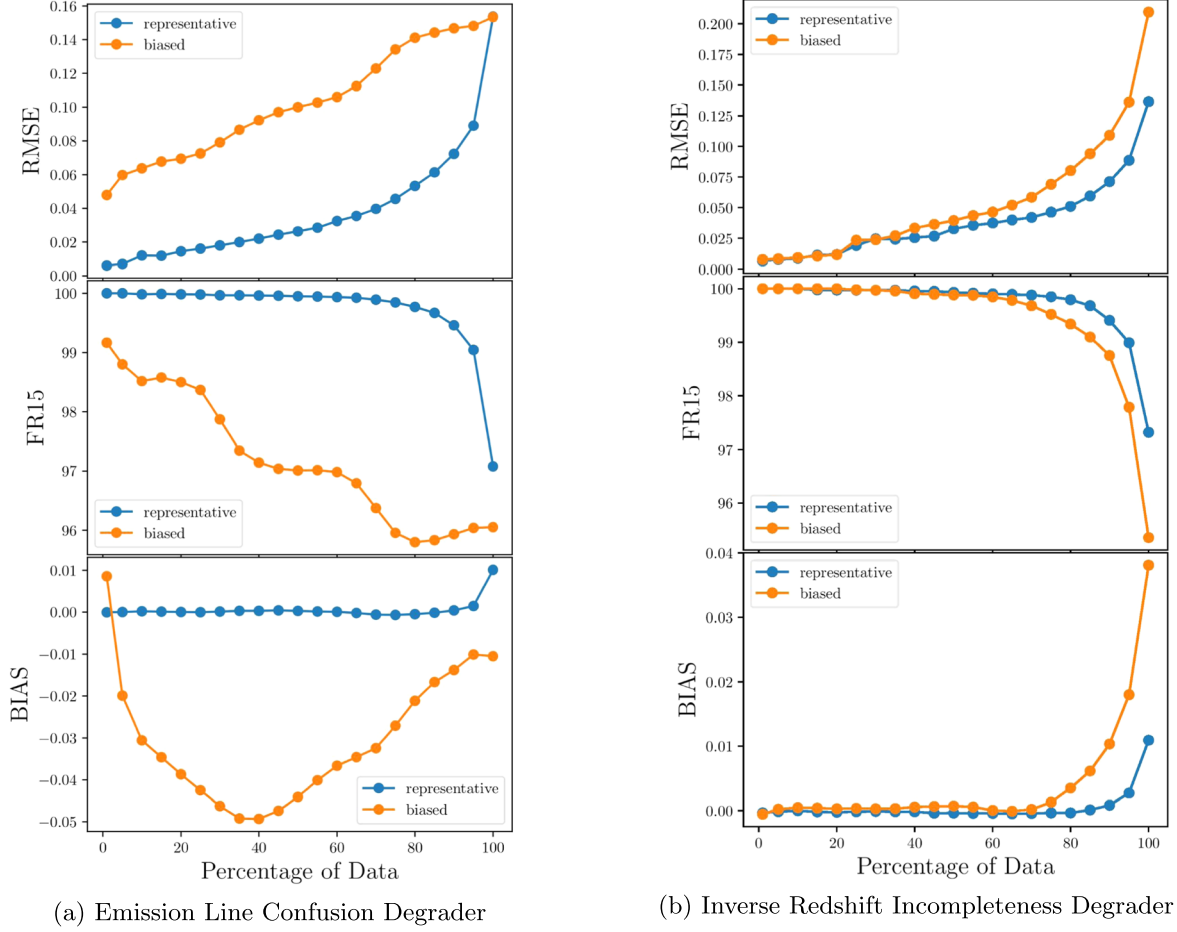 0.16
0.14
0.12
0.10
0.08
0.06
0.04
0.02
0.00
RMSE
representative
biased
100
99
98
97
96
FR15
representative
biased
0.01
0.00
−0.01
−0.02
−0.03
−0.04
−0.05
BIAS
representative
biased
0 20 40 60 80 100
Percentage of Data
(a) Emission Line Confusion Degrader
0.200
0.175
0.150
0.125
0.100
0.075
0.050
0.025
0.000
RMSE
representative
biased
100
99
98
97
96
FR15
representative
biased
0.04
0.03
0.02
0.01
0.00
BIAS
representative
biased
0 20 40 60 80 100
Percentage of Data
(b) Inverse Redshift Incompleteness Degrader